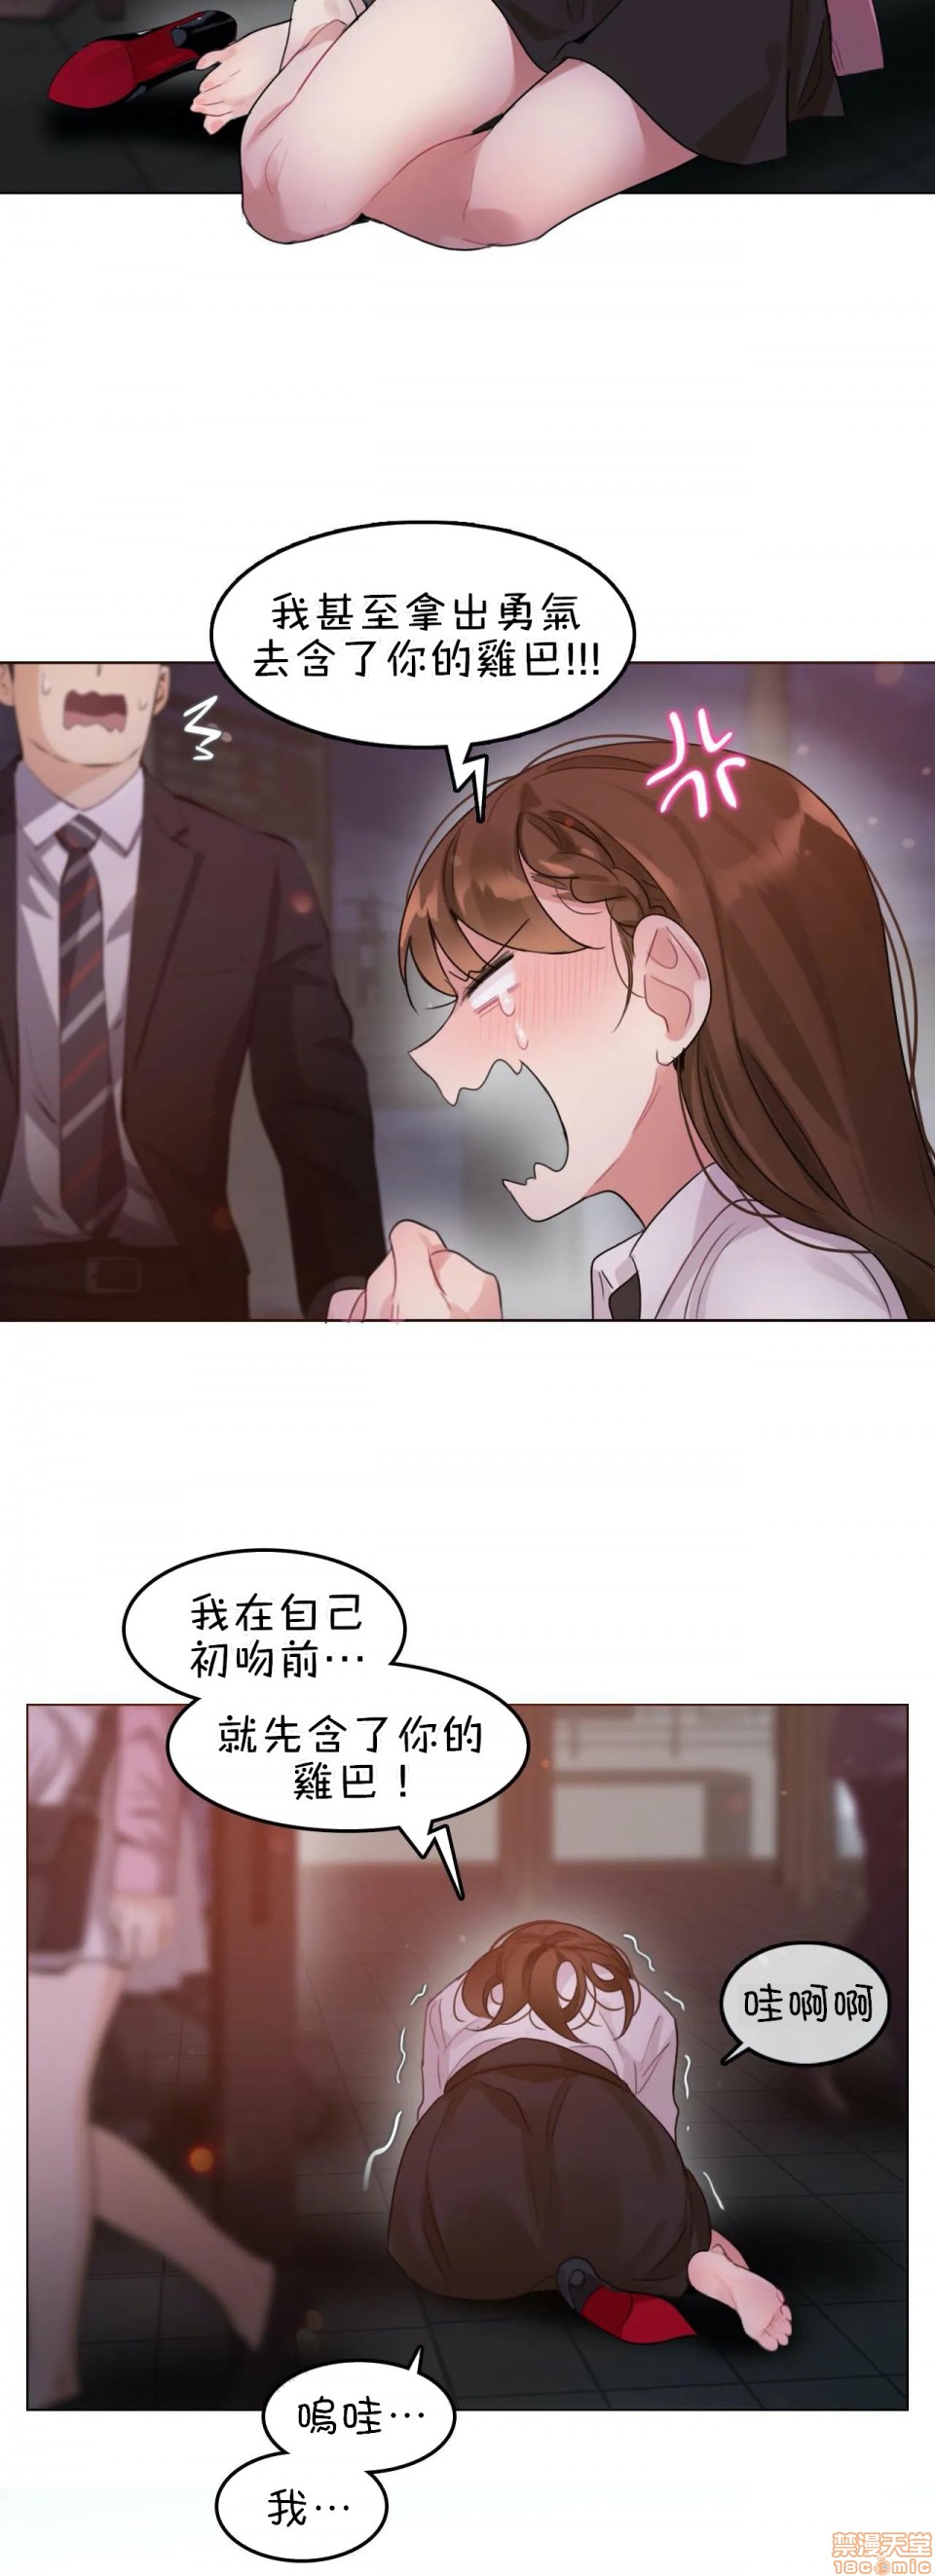 我甚至拿出勇氣
去含了你的雞巴!!!
我在自己
初吻前…
就先含了你的
雞巴！
哇啊啊
嗚哇…
我…
禁漫天堂
18comic